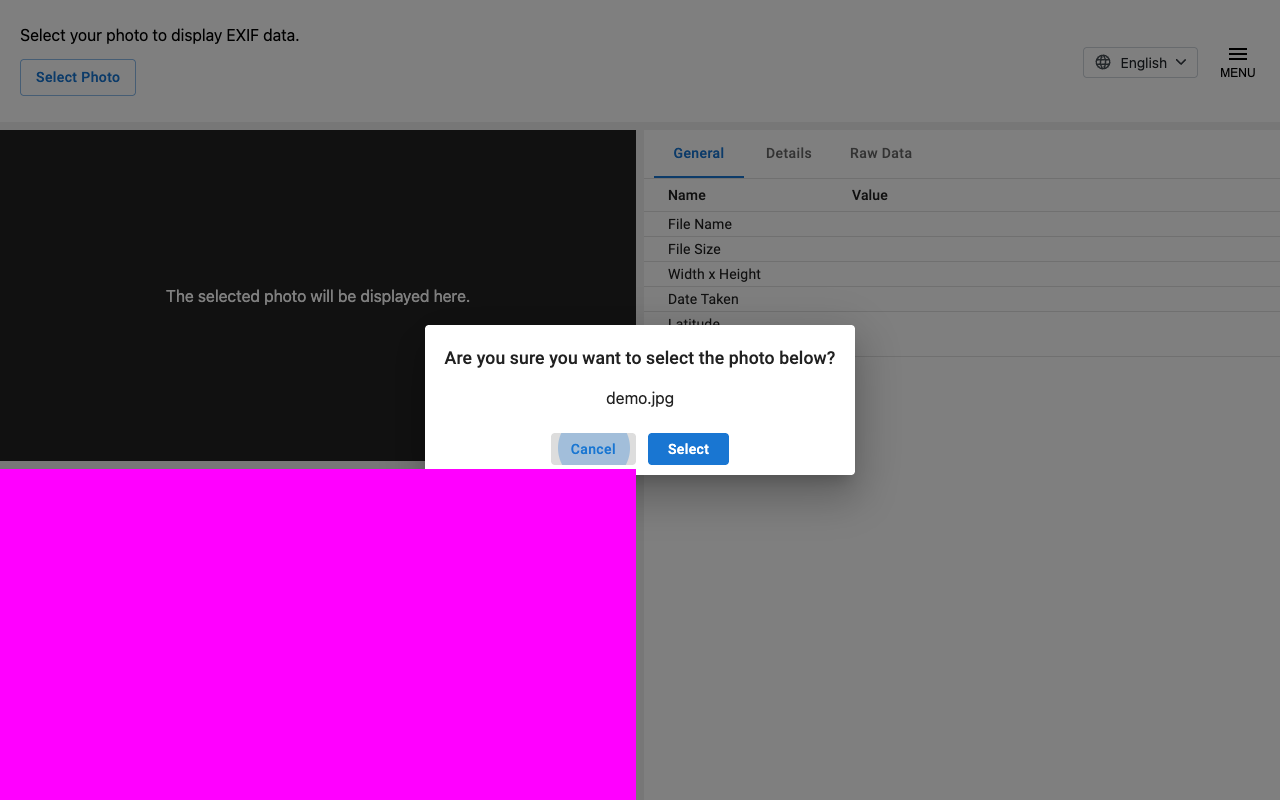 Select your photo to display EXIF data.
Select Photo
English
MENU
The selected photo will be displayed here.
General Details Raw Data
Name Value
File Name
File Size
Width x Height
Date Taken
Latitude
Are you sure you want to select the photo below?
demo.jpg
Cancel Select